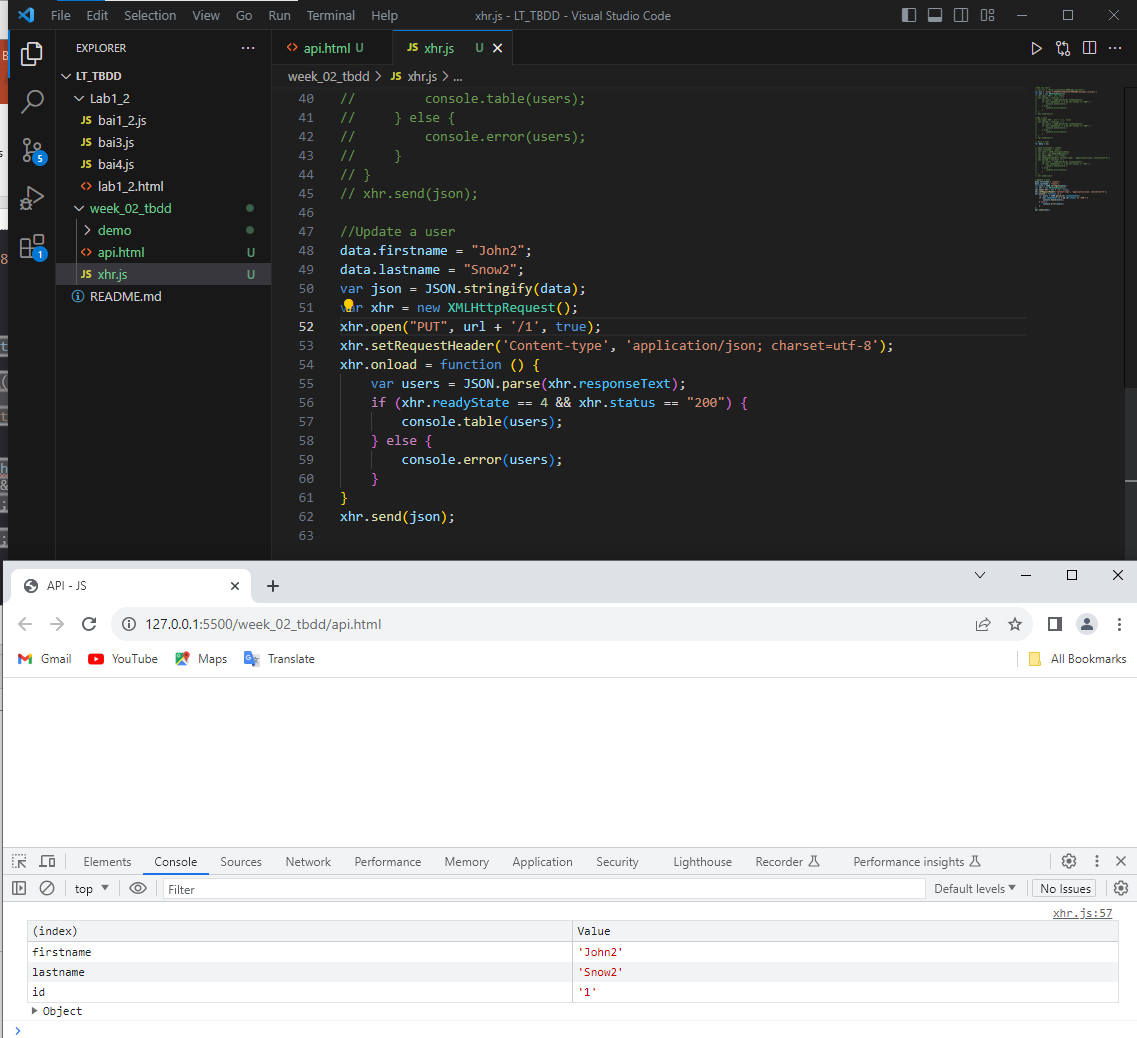 File Edit Selection View Go Run Terminal Help xhr.js - LT_TBDD - Visual Studio Code
EXPLORER
LT_TBDD
Lab1_2
JS bai1_2.js
JS bai3.js
JS bai4.js
<> lab1_2.html
week_02_tbdd
demo
<> api.html U
JS xhr.js U
README.md
5
1
<> api.html U JS xhr.js U
week_02_tbdd > JS xhr.js > ...
40 // console.table(users);
41 // } else {
42 // console.error(users);
43 // }
44 // }
45 // xhr.send(json);
46
47 //Update a user
48 data.firstname = "John2";
49 data.lastname = "Snow2";
50 var json = JSON.stringify(data);
51 var xhr = new XMLHttpRequest();
52 xhr.open("PUT", url + '/1', true);
53 xhr.setRequestHeader('Content-type', 'application/json; charset=utf-8');
54 xhr.onload = function () {
55 var users = JSON.parse(xhr.responseText);
56 if (xhr.readyState == 4 && xhr.status == "200") {
57 console.table(users);
58 } else {
59 console.error(users);
60 }
61 }
62 xhr.send(json);
63
API - JS
127.0.0.1:5500/week_02_tbdd/api.html
Gmail YouTube Maps Translate All Bookmarks
Elements Console Sources Network Performance Memory Application Security Lighthouse Recorder Performance insights
top Filter Default levels No Issues
xhr.js:57
(index) Value
firstname 'John2'
lastname 'Snow2'
id '1'
Object